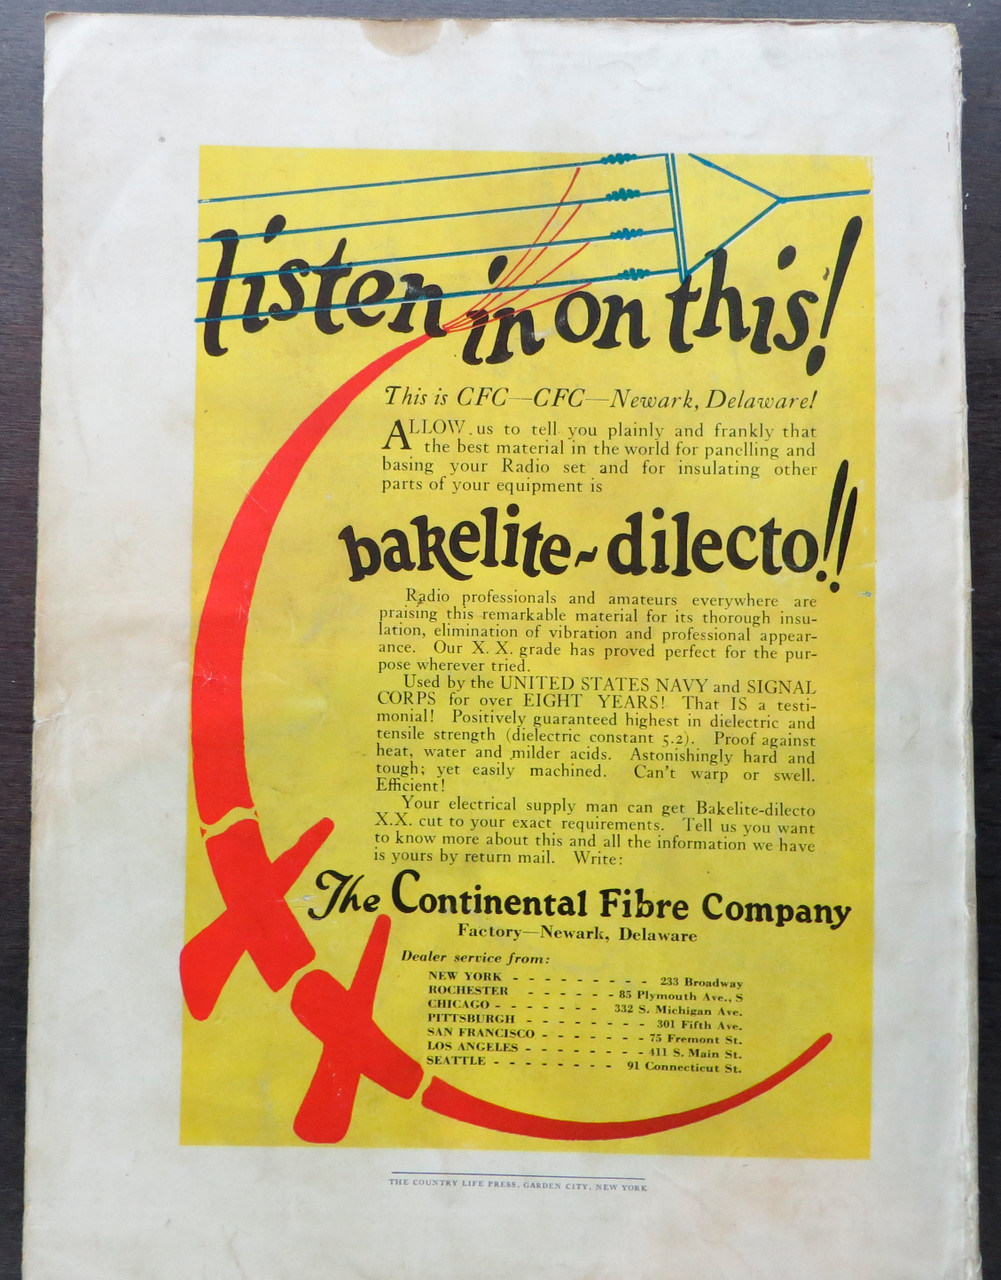 listen in on this!
This is CFC—CFC—Newark, Delaware!
ALLOW us to tell you plainly and frankly that
the best material in the world for panelling and
basing your Radio set and for insulating other
parts of your equipment is
bakelite~dilecto!!
Radio professionals and amateurs everywhere are
praising this remarkable material for its thorough insu-
lation, elimination of vibration and professional appear-
ance. Our X. X. grade has proved perfect for the pur-
pose wherever tried.
Used by the UNITED STATES NAVY and SIGNAL
CORPS for over EIGHT YEARS! That IS a testi-
monial! Positively guaranteed highest in dielectric and
tensile strength (dielectric constant 5.2). Proof against
heat, water and milder acids. Astonishingly hard and
tough; yet easily machined. Can't warp or swell.
Efficient!
Your electrical supply man can get Bakelite-dilecto
X.X. cut to your exact requirements. Tell us you want
to know more about this and all the information we have
is yours by return mail. Write:
The Continental Fibre Company
Factory—Newark, Delaware
Dealer service from:
NEW YORK - - - - - - - - - 233 Broadway
ROCHESTER - - - - - - 85 Plymouth Ave., S
CHICAGO - - - - - - 332 S. Michigan Ave.
PITTSBURGH - - - - - - - - 301 Fifth Ave.
SAN FRANCISCO - - - - - - - 75 Fremont St.
LOS ANGELES - - - - - - - - 411 S. Main St.
SEATTLE - - - - - - - - 91 Connecticut St.
XX
THE COUNTRY LIFE PRESS, GARDEN CITY, NEW YORK